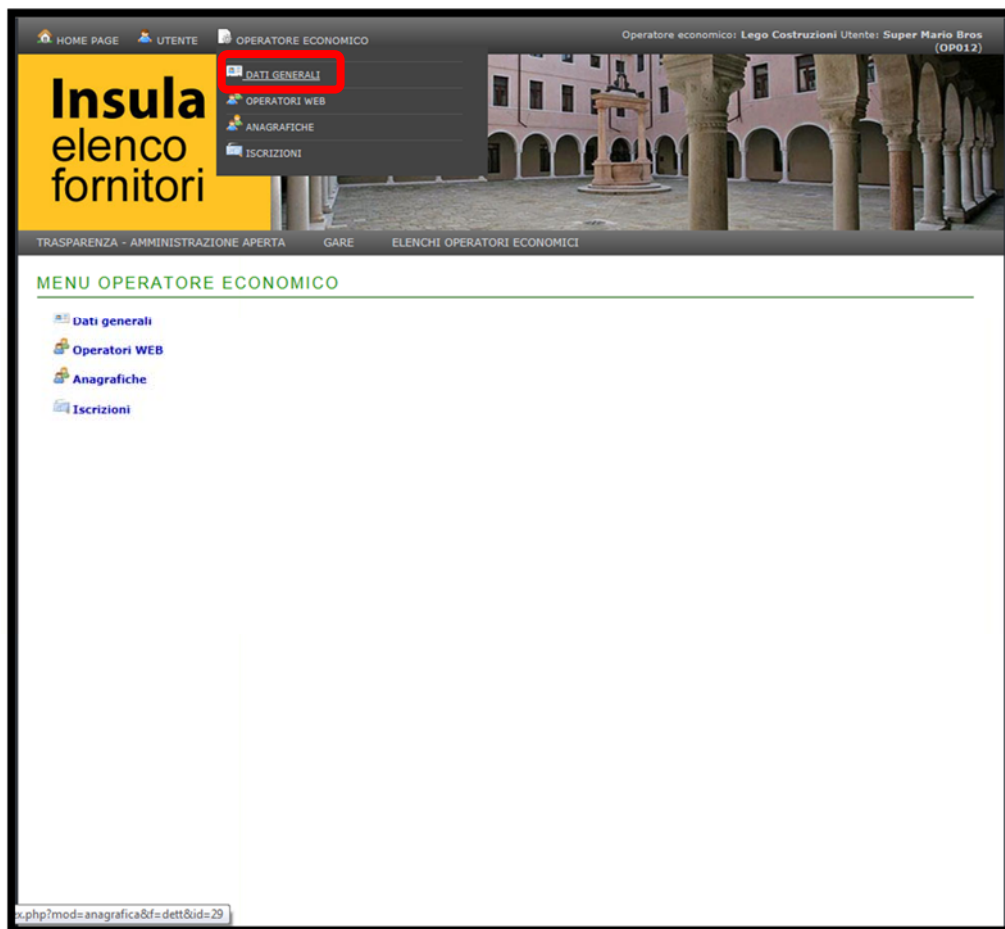 HOME PAGE UTENTE OPERATORE ECONOMICO
Operatore economico: Lego Costruzioni Utente: Super Mario Bros
(OP012)
DATI GENERALI
OPERATORI WEB
ANAGRAFICHE
ISCRIZIONI
Insula
elenco
fornitori
TRASPARENZA - AMMINISTRAZIONE APERTA GARE ELENCHI OPERATORI ECONOMICI
MENU OPERATORE ECONOMICO
Dati generali
Operatori WEB
Anagrafiche
Iscrizioni
x.php?mod=anagrafica&f=dett&id=29